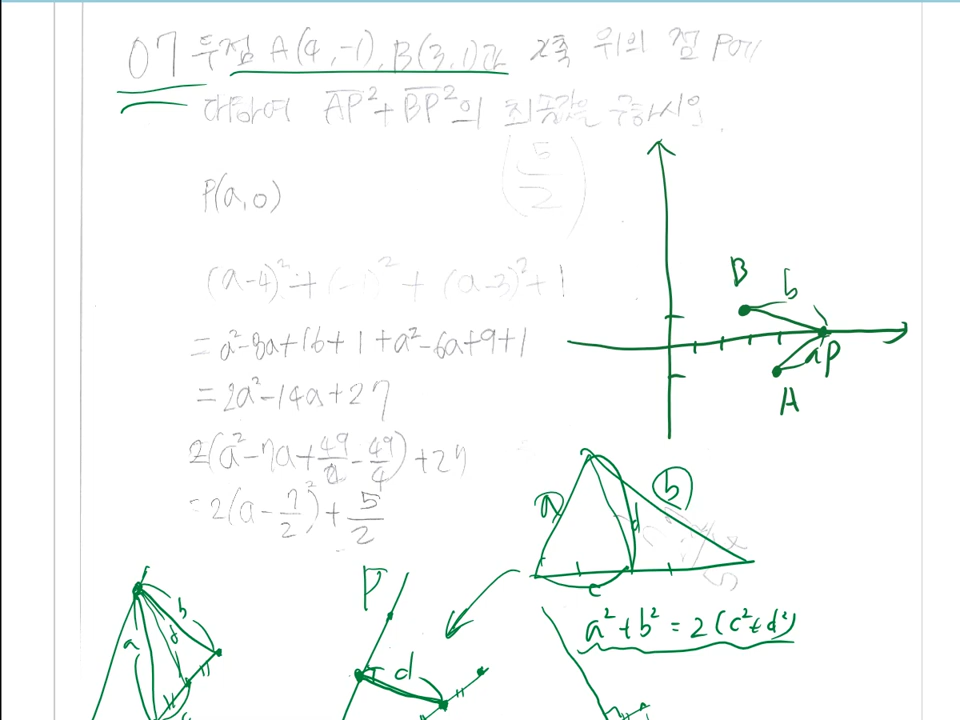 07 두점 A(4, -1), B(3, 1)과 x축 위의 점 P에
대하여 AP² + BP²의 최솟값을 구하시오.
(5/2)
P(a, 0)
(a-4)² + (-1)² + (a-3)² + 1
= a² - 8a + 16 + 1 + a² - 6a + 9 + 1
= 2a² - 14a + 27
2(a² - 7a + 49/4 - 49/4) + 27
= 2(a - 7/2)² + 5/2
B b
a P
A
a b
d
c
a² + b² = 2(c² + d²)
b
a d
P
d